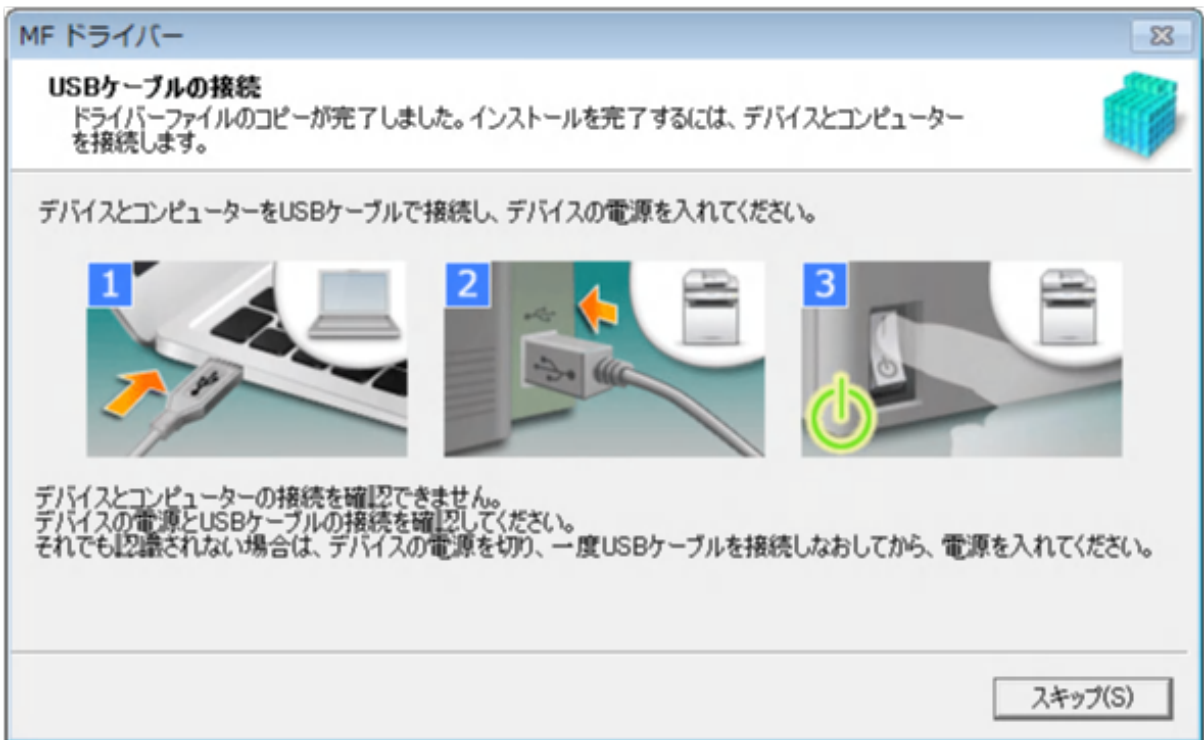 MF ドライバー
USBケーブルの接続
ドライバーファイルのコピーが完了しました。インストールを完了するには、デバイスとコンピューター
を接続します。
デバイスとコンピューターをUSBケーブルで接続し、デバイスの電源を入れてください。
1
2
3
デバイスとコンピューターの接続を確認できません。
デバイスの電源とUSBケーブルの接続を確認してください。
それでも認識されない場合は、デバイスの電源を切り、一度USBケーブルを接続しなおしてから、電源を入れてください。
スキップ(S)